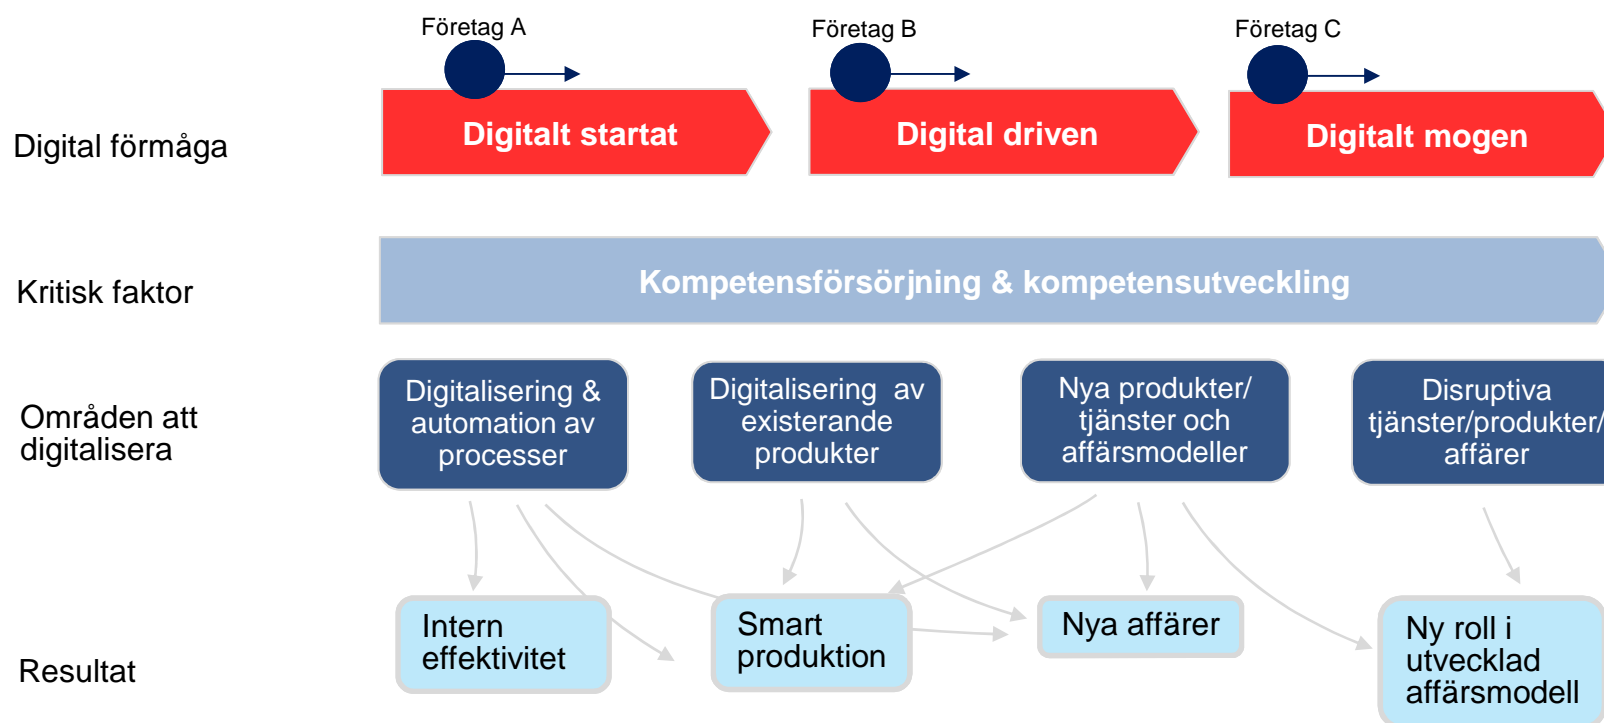 Företag A
Företag B
Företag C
Digital förmåga
Digitalt startat
Digital driven
Digitalt mogen
Kritisk faktor
Kompetensförsörjning & kompetensutveckling
Områden att
digitalisera
Digitalisering &
automation av
processer
Digitalisering av
existerande
produkter
Nya produkter/
tjänster och
affärsmodeller
Disruptiva
tjänster/produkter/
affärer
Resultat
Intern
effektivitet
Smart
produktion
Nya affärer
Ny roll i
utvecklad
affärsmodell